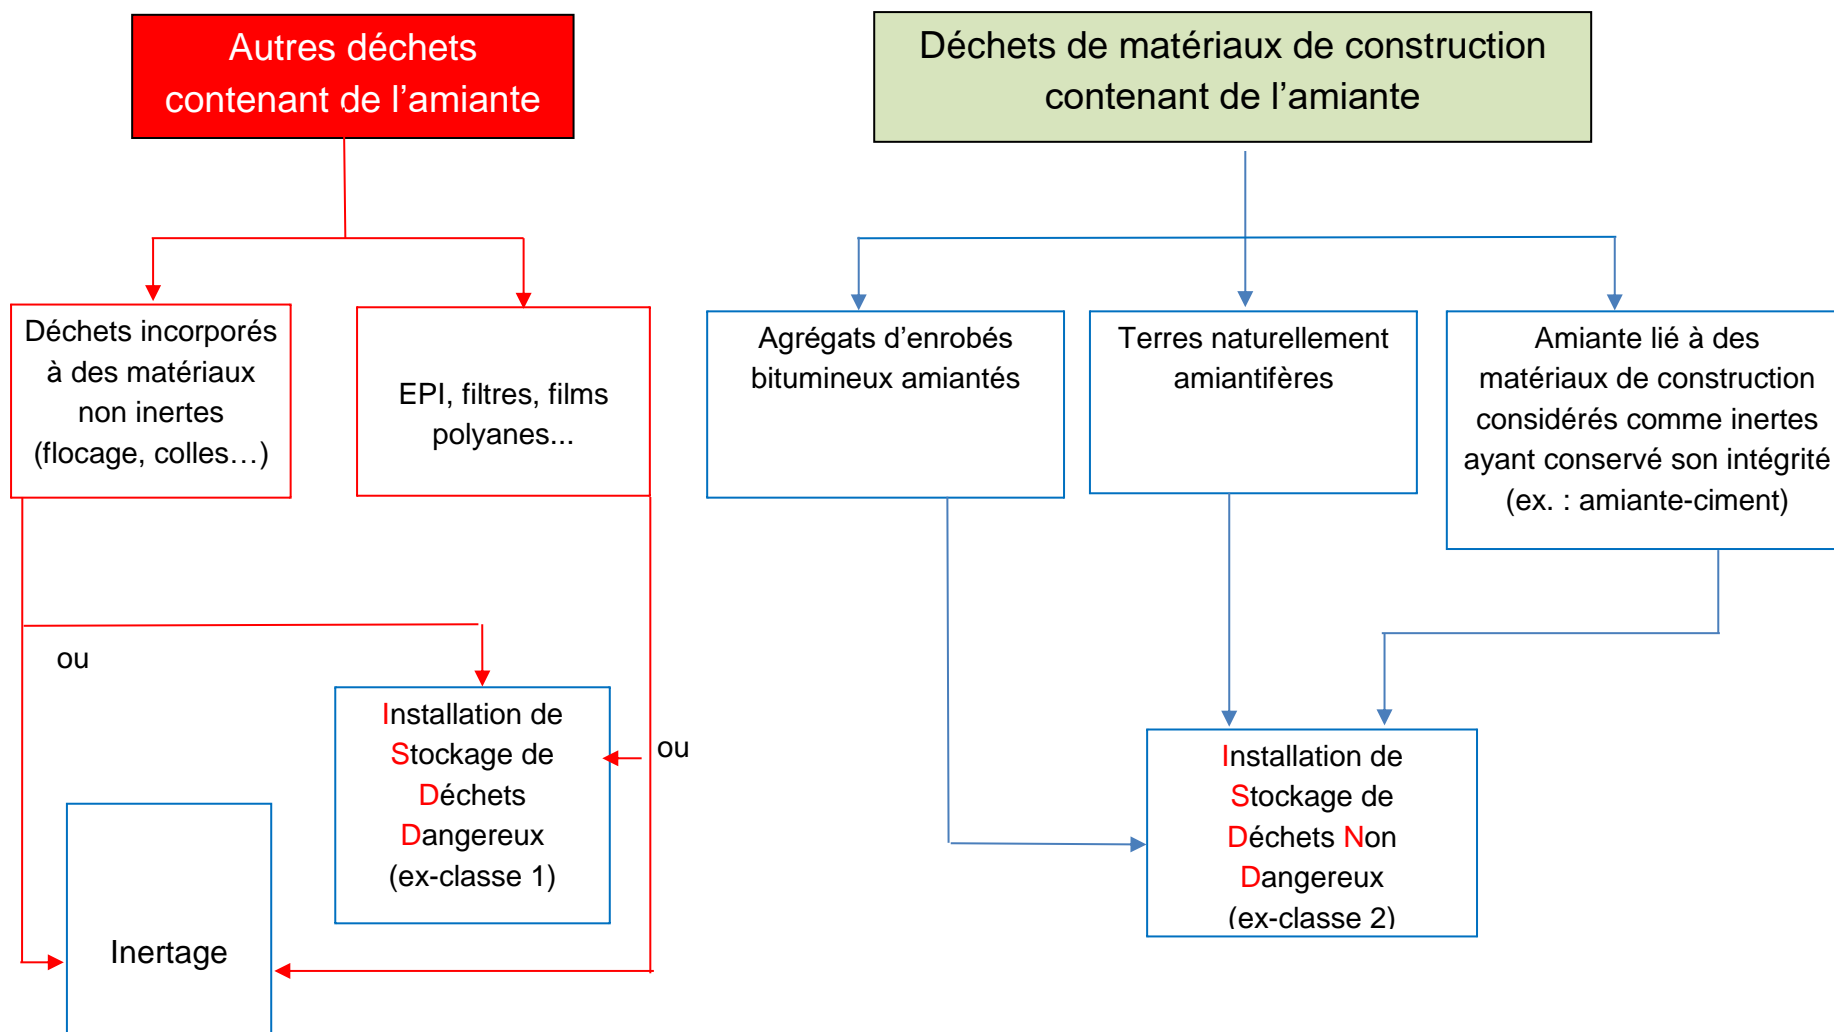 Autres déchets
contenant de l’amiante
Déchets de matériaux de construction
contenant de l’amiante
Déchets incorporés
à des matériaux
non inertes
(flocage, colles…)
EPI, filtres, films
polyanes...
Agrégats d’enrobés
bitumineux amiantés
Terres naturellement
amiantifères
Amiante lié à des
matériaux de construction
considérés comme inertes
ayant conservé son intégrité
(ex. : amiante-ciment)
ou
Installation de
Stockage de
Déchets
Dangereux
(ex-classe 1)
ou
Installation de
Stockage de
Déchets Non
Dangereux
(ex-classe 2)
Inertage